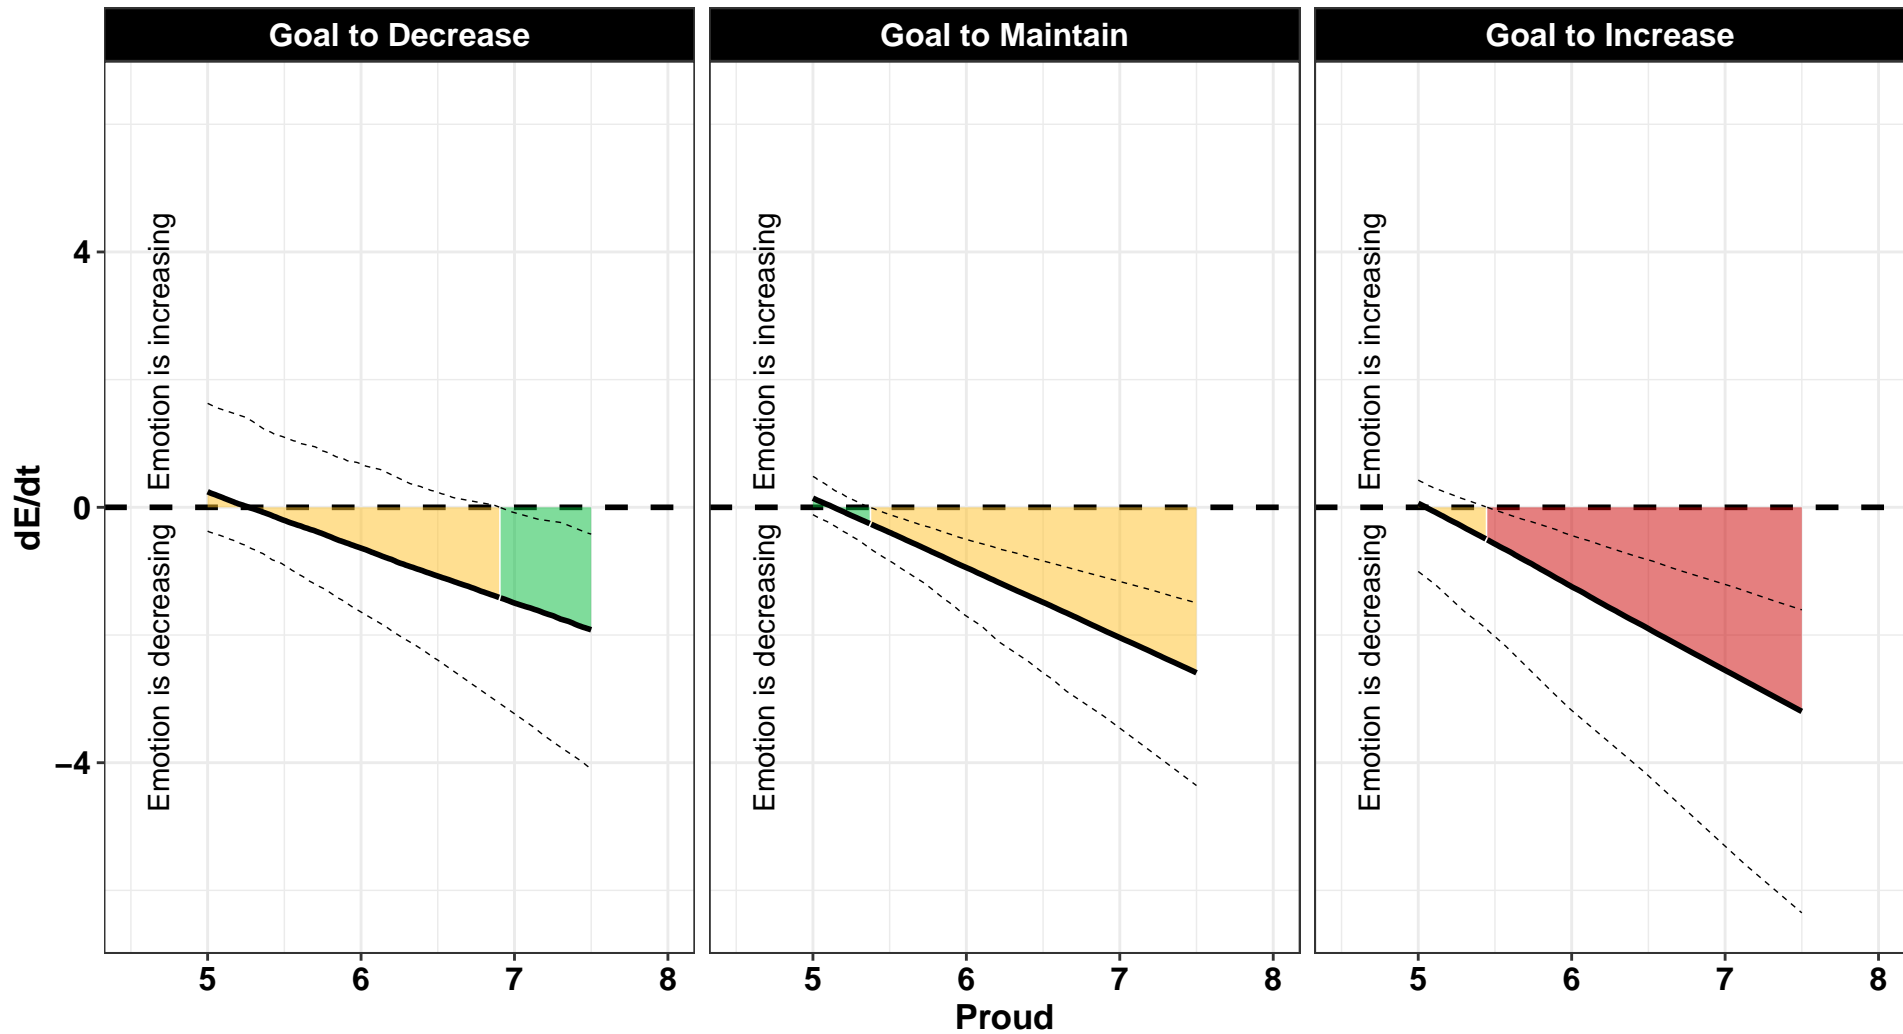 Goal to Decrease
Goal to Maintain
Goal to Increase
dE/dt
4
0
−4
Emotion is increasing
Emotion is decreasing
Emotion is increasing
Emotion is decreasing
Emotion is increasing
Emotion is decreasing
5 6 7 8
5 6 7 8
5 6 7 8
Proud